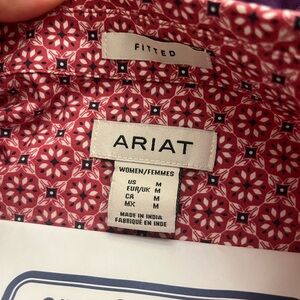 FITTED
ARIAT
WOMEN/FEMMES
US M
EUR/UK M
CA M
MX M
MADE IN INDIA
FABRIQUÉ EN INDE